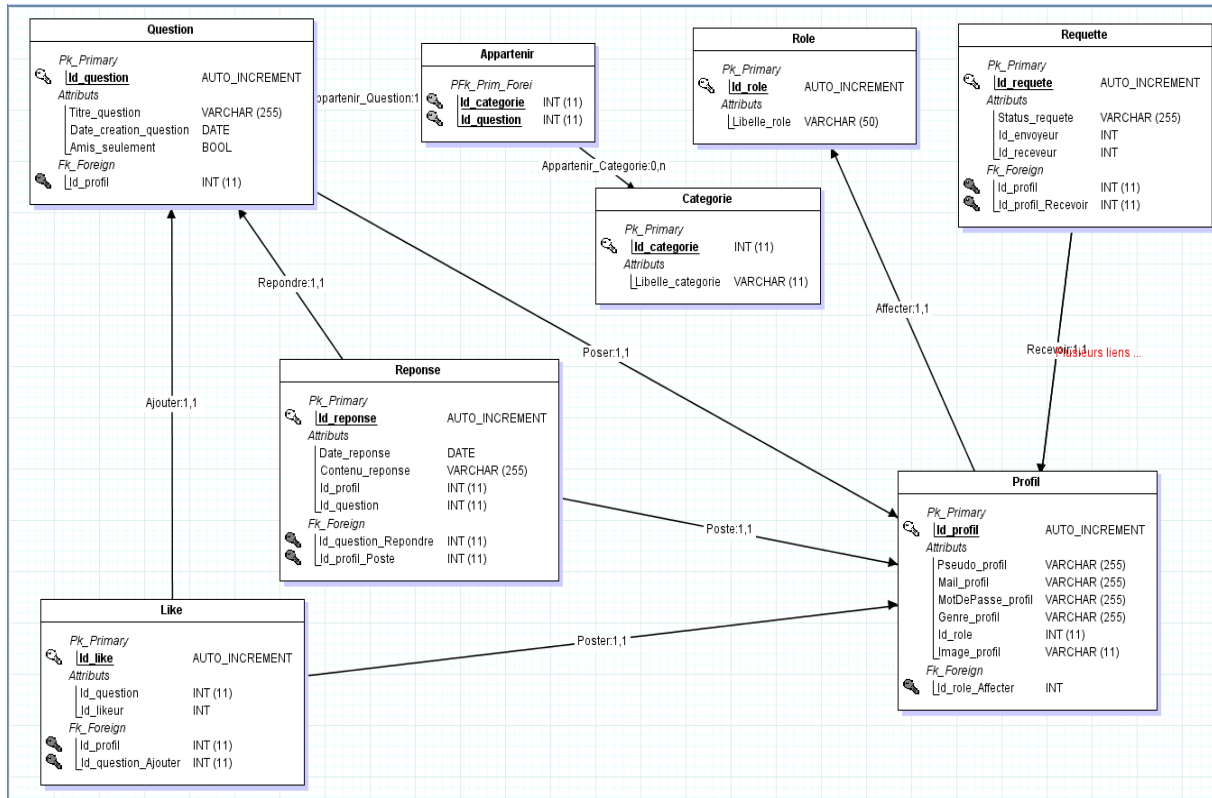 Question
Pk_Primary
Id_question AUTO_INCREMENT
Attributs
Titre_question VARCHAR (255)
Date_creation_question DATE
Amis_seulement BOOL
Fk_Foreign
Id_profil INT (11)
ppartenir_Question:1
Appartenir
PFk_Prim_Forei
Id_categorie INT (11)
Id_question INT (11)
Appartenir_Categorie:0,n
Role
Pk_Primary
Id_role AUTO_INCREMENT
Attributs
Libelle_role VARCHAR (50)
Requette
Pk_Primary
Id_requete AUTO_INCREMENT
Attributs
Status_requete VARCHAR (255)
Id_envoyeur INT
Id_receveur INT
Fk_Foreign
Id_profil INT (11)
Id_profil_Recevoir INT (11)
Categorie
Pk_Primary
Id_categorie INT (11)
Attributs
Libelle_categorie VARCHAR (11)
Repondre:1,1
Affecter:1,1
Poser:1,1
Recevoir:1,1
Plusieurs liens ...
Ajouter:1,1
Reponse
Pk_Primary
Id_reponse AUTO_INCREMENT
Attributs
Date_reponse DATE
Contenu_reponse VARCHAR (255)
Id_profil INT (11)
Id_question INT (11)
Fk_Foreign
Id_question_Repondre INT (11)
Id_profil_Poste INT (11)
Poste:1,1
Profil
Pk_Primary
Id_profil AUTO_INCREMENT
Attributs
Pseudo_profil VARCHAR (255)
Mail_profil VARCHAR (255)
MotDePasse_profil VARCHAR (255)
Genre_profil VARCHAR (255)
Id_role INT (11)
Image_profil VARCHAR (11)
Fk_Foreign
Id_role_Affecter INT
Like
Pk_Primary
Id_like AUTO_INCREMENT
Attributs
Id_question INT (11)
Id_likeur INT
Fk_Foreign
Id_profil INT (11)
Id_question_Ajouter INT (11)
Poster:1,1